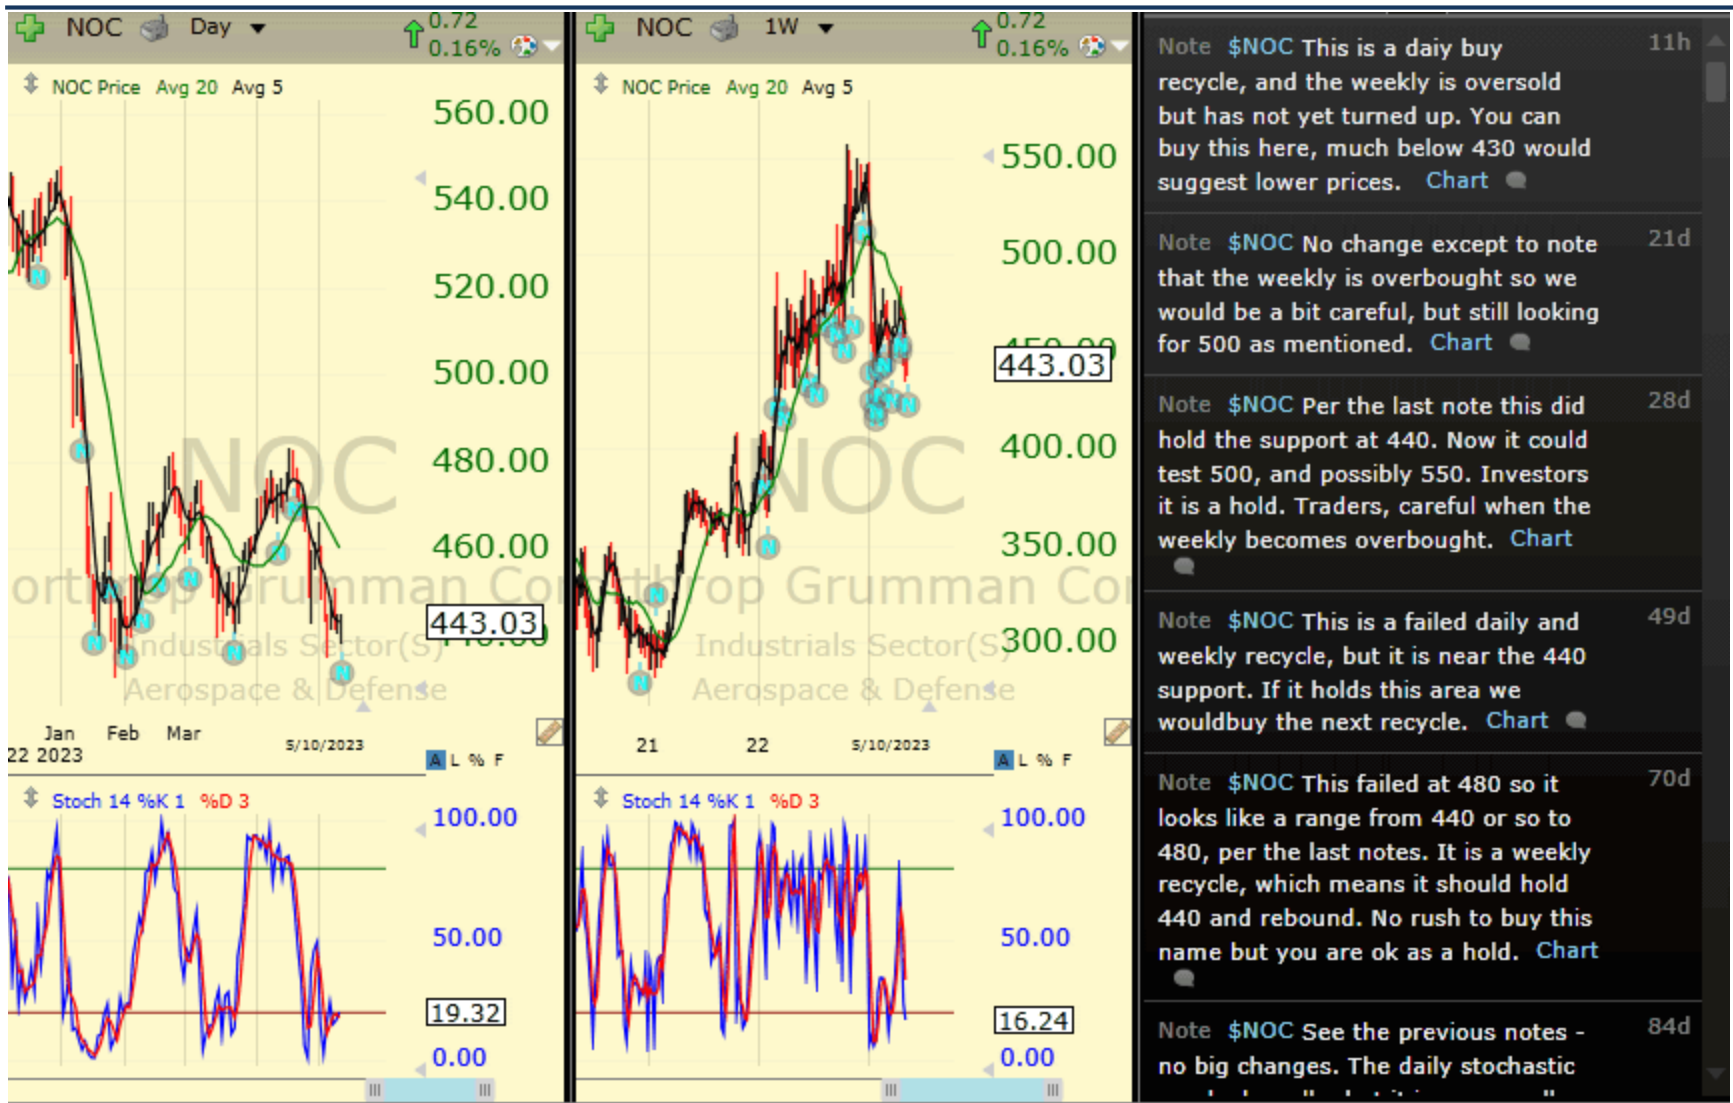 NOC Day 0.72
0.16%
NOC Price Avg 20 Avg 5
560.00
540.00
520.00
500.00
480.00
460.00
443.03
NOC
Industrials Sector(S)
Aerospace & Defense
Jan Feb Mar 5/10/2023
22 2023
A L % F
Stoch 14 %K 1 %D 3
100.00
50.00
19.32
0.00
NOC 1W 0.72
0.16%
NOC Price Avg 20 Avg 5
550.00
500.00
450.00
443.03
400.00
350.00
300.00
NOC
Grumman
Industrials Sector(S)
Aerospace & Defense
21 22 5/10/2023
A L % F
Stoch 14 %K 1 %D 3
100.00
50.00
16.24
0.00
Note $NOC This is a daiy buy 11h
recycle, and the weekly is oversold
but has not yet turned up. You can
buy this here, much below 430 would
suggest lower prices. Chart
Note $NOC No change except to note 21d
that the weekly is overbought so we
would be a bit careful, but still looking
for 500 as mentioned. Chart
Note $NOC Per the last note this did 28d
hold the support at 440. Now it could
test 500, and possibly 550. Investors
it is a hold. Traders, careful when the
weekly becomes overbought. Chart
Note $NOC This is a failed daily and 49d
weekly recycle, but it is near the 440
support. If it holds this area we
wouldbuy the next recycle. Chart
Note $NOC This failed at 480 so it 70d
looks like a range from 440 or so to
480, per the last notes. It is a weekly
recycle, which means it should hold
440 and rebound. No rush to buy this
name but you are ok as a hold. Chart
Note $NOC See the previous notes - 84d
no big changes. The daily stochastic